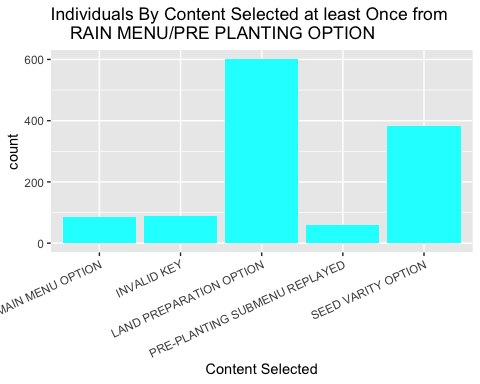 Individuals By Content Selected at least Once from
RAIN MENU/PRE PLANTING OPTION
600
400
200
0
count
MAIN MENU OPTION
INVALID KEY
LAND PREPARATION OPTION
PRE-PLANTING SUBMENU REPLAYED
SEED VARITY OPTION
Content Selected